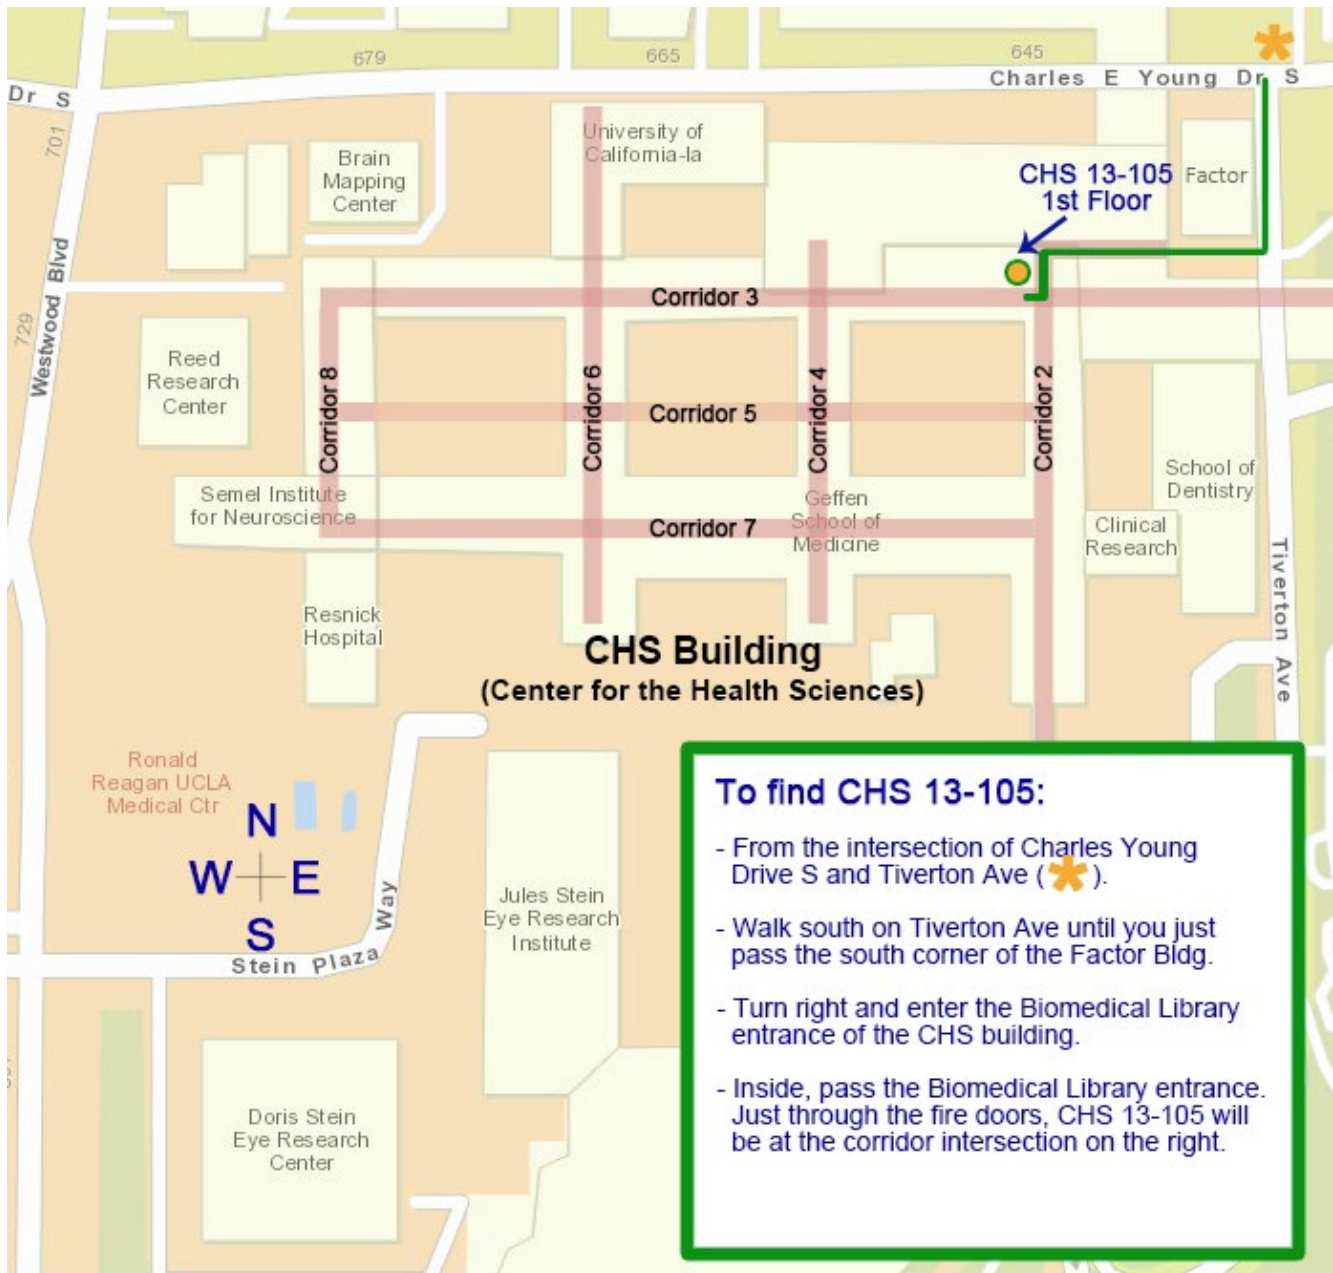 679
665
645
Charles E Young Dr S
Dr S
701
University of
California-la
Brain
Mapping
Center
CHS 13-105
1st Floor
Factor
Westwood Blvd
729
Corridor 3
Reed
Research
Center
Corridor 8
Corridor 6
Corridor 5
Corridor 4
Corridor 2
School of
Dentistry
Semel Institute
for Neuroscience
Geffen
School of
Medicine
Corridor 7
Clinical
Research
Tiverton Ave
Resnick
Hospital
CHS Building
(Center for the Health Sciences)
Ronald
Reagan UCLA
Medical Ctr
N
W E
S
Stein Plaza Way
Jules Stein
Eye Research
Institute
Doris Stein
Eye Research
Center
To find CHS 13-105:
- From the intersection of Charles Young
Drive S and Tiverton Ave (*).
- Walk south on Tiverton Ave until you just
pass the south corner of the Factor Bldg.
- Turn right and enter the Biomedical Library
entrance of the CHS building.
- Inside, pass the Biomedical Library entrance.
Just through the fire doors, CHS 13-105 will
be at the corridor intersection on the right.